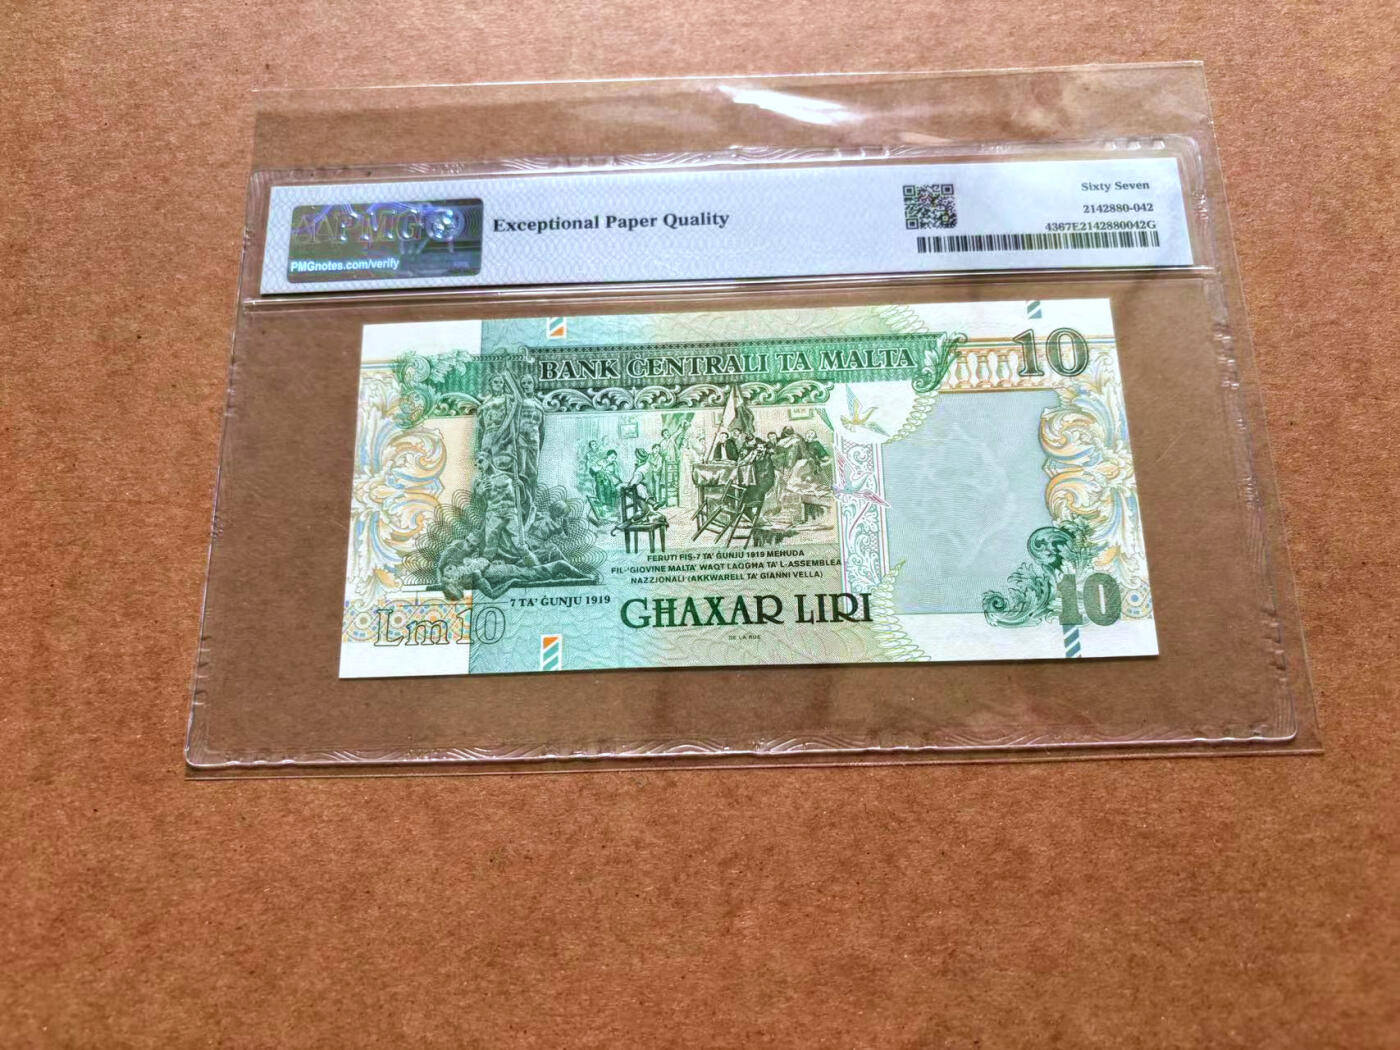 PMG
PMGnotes.com/verify
Exceptional Paper Quality
Sixty Seven
2142880-042
4367E2142880042G
BANK ĊENTRALI TA MALTA
10
FERUTI FIS-7 TA' ĠUNJU 1919 MEHUDA
FIL-'GIOVINE MALTA' WAQT LAQGĦA TA' L-ASSEMBLEA
NAZZJONALI (AKKWARELL TA' GIANNI VELLA)
7 TA' ĠUNJU 1919
Lm10
GĦAXAR LIRI
10
DE LA RUE